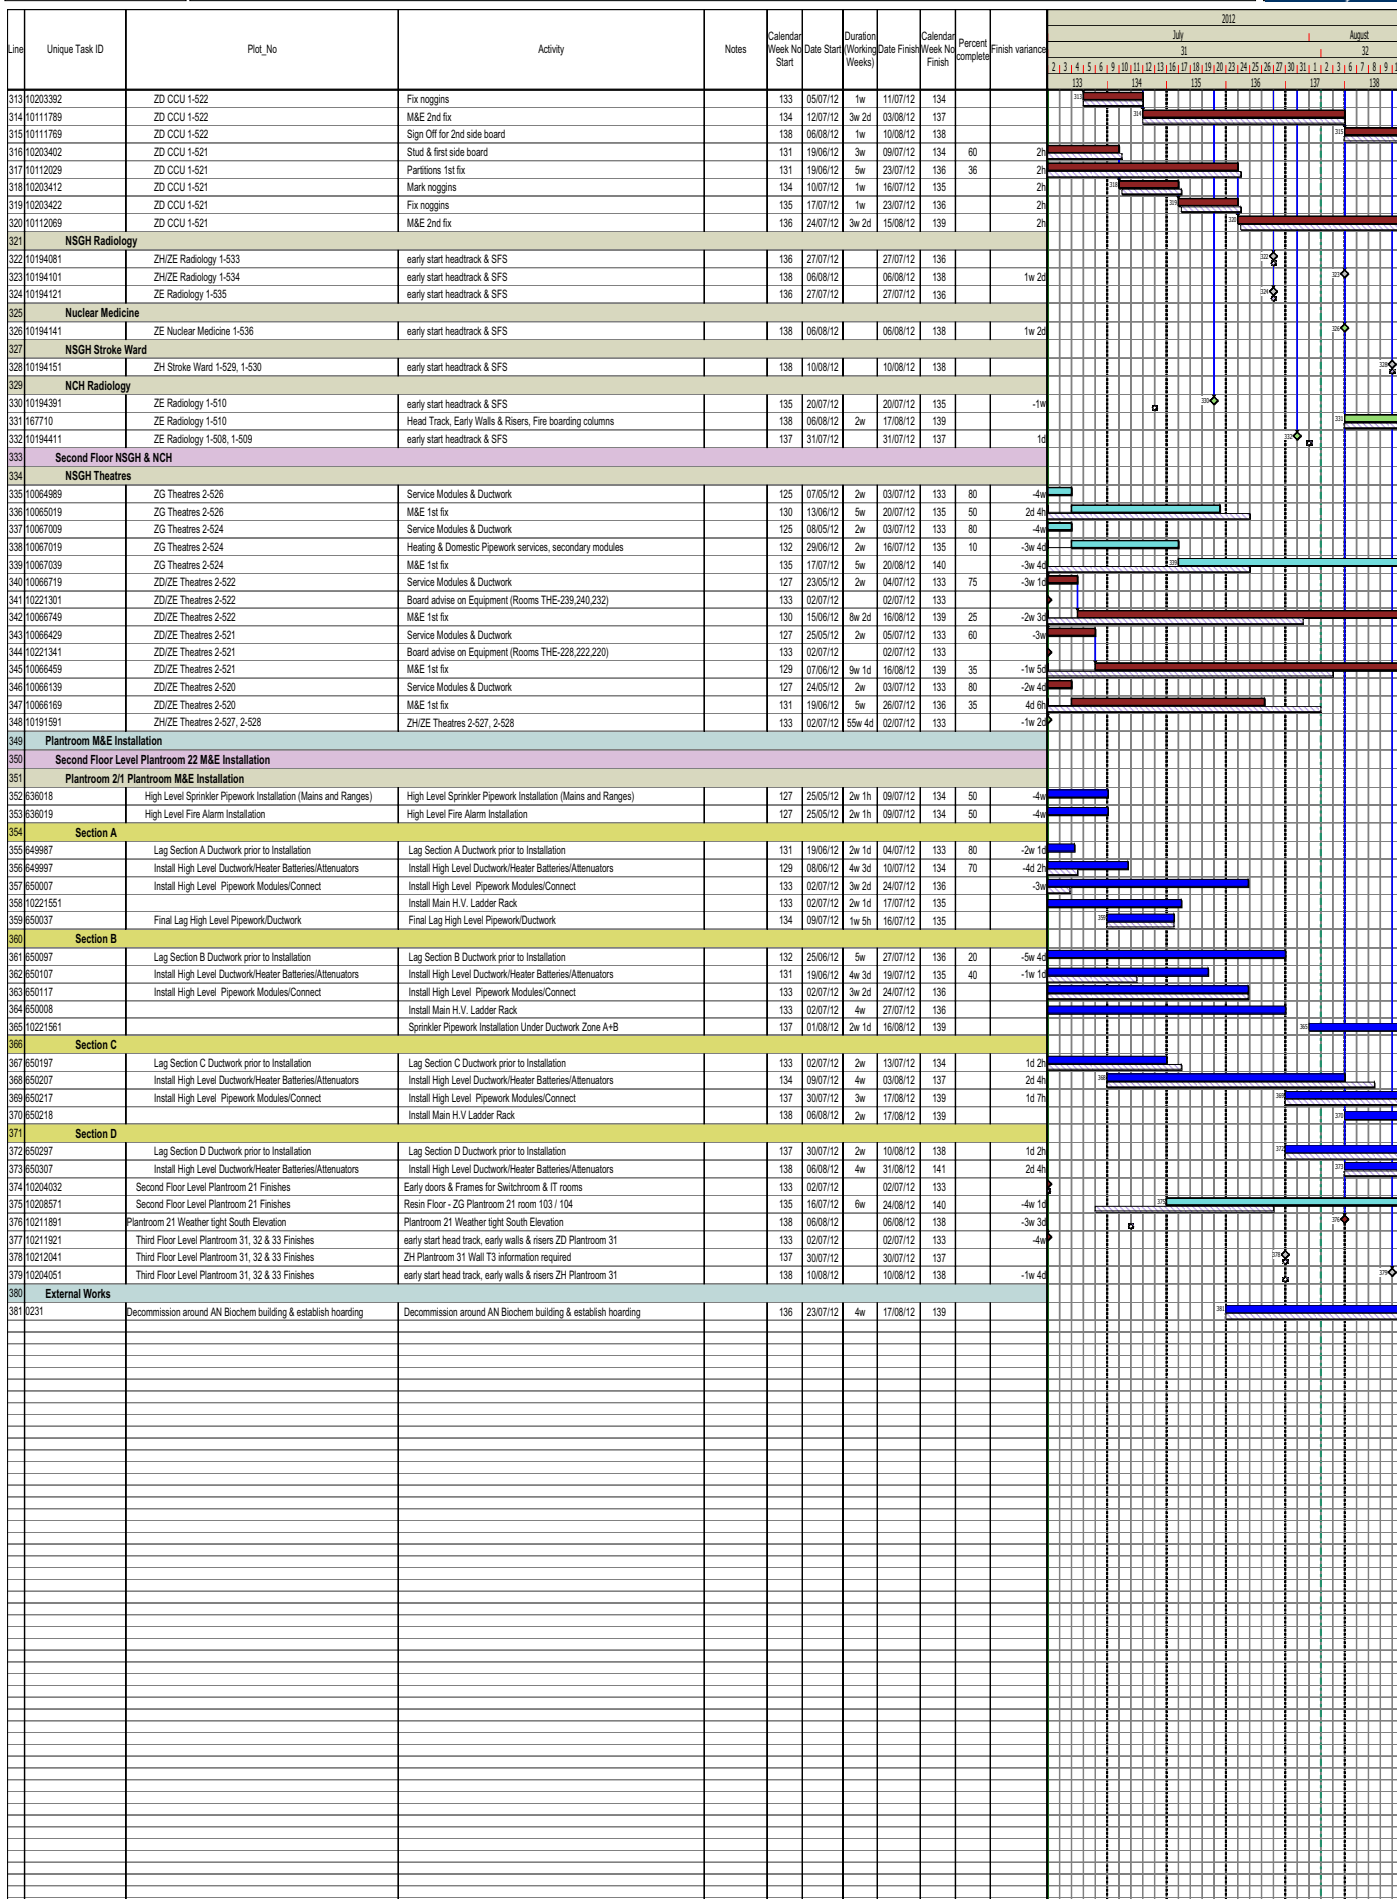 2012
July August
31 32
Line Unique Task ID Plot_No Activity Notes Calendar Week No Start Date Start Duration (Working Weeks) Date Finish Calendar Week No Finish Percent complete Finish variance
2 3 4 5 6 9 10 11 12 13 16 17 18 19 20 23 24 25 26 27 30 31 1 2 3 6 7 8 9
133 134 135 136 137 138
313 10203392 ZD CCU 1-522 Fix noggins 133 05/07/12 1w 11/07/12 134
314 10111789 ZD CCU 1-522 M&E 2nd fix 134 12/07/12 3w 2d 03/08/12 137
315 10111769 ZD CCU 1-522 Sign Off for 2nd side board 138 06/08/12 1w 10/08/12 138
316 10203402 ZD CCU 1-521 Stud & first side board 131 19/06/12 3w 09/07/12 134 60 2h
317 10112029 ZD CCU 1-521 Partitions 1st fix 131 19/06/12 5w 23/07/12 136 36 2h
318 10203412 ZD CCU 1-521 Mark noggins 134 10/07/12 1w 16/07/12 135 2h
319 10203422 ZD CCU 1-521 Fix noggins 135 17/07/12 1w 23/07/12 136 2h
320 10112069 ZD CCU 1-521 M&E 2nd fix 136 24/07/12 3w 2d 15/08/12 139 2h
321 NSGH Radiology
322 10194081 ZH/ZE Radiology 1-533 early start headtrack & SFS 136 27/07/12 27/07/12 136
323 10194101 ZH/ZE Radiology 1-534 early start headtrack & SFS 138 06/08/12 06/08/12 138 1w 2d
324 10194121 ZE Radiology 1-535 early start headtrack & SFS 136 27/07/12 27/07/12 136
325 Nuclear Medicine
326 10194141 ZE Nuclear Medicine 1-536 early start headtrack & SFS 138 06/08/12 06/08/12 138 1w 2d
327 NSGH Stroke Ward
328 10194151 ZH Stroke Ward 1-529, 1-530 early start headtrack & SFS 138 10/08/12 10/08/12 138
329 NCH Radiology
330 10194391 ZE Radiology 1-510 early start headtrack & SFS 135 20/07/12 20/07/12 135 -1w
331 167710 ZE Radiology 1-510 Head Track, Early Walls & Risers, Fire boarding columns 138 06/08/12 2w 17/08/12 139
332 10194411 ZE Radiology 1-508, 1-509 early start headtrack & SFS 137 31/07/12 31/07/12 137 1d
333 Second Floor NSGH & NCH
334 NSGH Theatres
335 10064989 ZG Theatres 2-526 Service Modules & Ductwork 125 07/05/12 2w 03/07/12 133 80 -4w
336 10065019 ZG Theatres 2-526 M&E 1st fix 130 13/06/12 5w 20/07/12 135 50 2d 4h
337 10067009 ZG Theatres 2-524 Service Modules & Ductwork 125 08/05/12 2w 03/07/12 133 80 -4w
338 10067019 ZG Theatres 2-524 Heating & Domestic Pipework services, secondary modules 132 29/06/12 2w 16/07/12 135 10 -3w 4d
339 10067039 ZG Theatres 2-524 M&E 1st fix 135 17/07/12 5w 20/08/12 140 -3w 4d
340 10066719 ZD/ZE Theatres 2-522 Service Modules & Ductwork 127 23/05/12 2w 04/07/12 133 75 -3w 1d
341 10221301 ZD/ZE Theatres 2-522 Board advise on Equipment (Rooms THE-239,240,232) 133 02/07/12 02/07/12 133
342 10066749 ZD/ZE Theatres 2-522 M&E 1st fix 130 15/06/12 8w 2d 16/08/12 139 25 -2w 3d
343 10066429 ZD/ZE Theatres 2-521 Service Modules & Ductwork 127 25/05/12 2w 05/07/12 133 60 -3w
344 10221341 ZD/ZE Theatres 2-521 Board advise on Equipment (Rooms THE-228,222,220) 133 02/07/12 02/07/12 133
345 10066459 ZD/ZE Theatres 2-521 M&E 1st fix 129 07/06/12 9w 1d 16/08/12 139 35 -1w 5d
346 10066139 ZD/ZE Theatres 2-520 Service Modules & Ductwork 127 24/05/12 2w 03/07/12 133 80 -2w 4d
347 10066169 ZD/ZE Theatres 2-520 M&E 1st fix 131 19/06/12 5w 26/07/12 136 35 4d 6h
348 10191591 ZH/ZE Theatres 2-527, 2-528 ZH/ZE Theatres 2-527, 2-528 133 02/07/12 55w 4d 02/07/12 133 -1w 2d
349 Plantroom M&E Installation
350 Second Floor Level Plantroom 22 M&E Installation
351 Plantroom 2/1 Plantroom M&E Installation
352 636018 High Level Sprinkler Pipework Installation (Mains and Ranges) High Level Sprinkler Pipework Installation (Mains and Ranges) 127 25/05/12 2w 1h 09/07/12 134 50 -4w
353 636019 High Level Fire Alarm Installation High Level Fire Alarm Installation 127 25/05/12 2w 1h 09/07/12 134 50 -4w
354 Section A
355 649987 Lag Section A Ductwork prior to Installation Lag Section A Ductwork prior to Installation 131 19/06/12 2w 1d 04/07/12 133 80 -2w 1d
356 649997 Install High Level Ductwork/Heater Batteries/Attenuators Install High Level Ductwork/Heater Batteries/Attenuators 129 08/06/12 4w 3d 10/07/12 134 70 -4d 2h
357 650007 Install High Level Pipework Modules/Connect Install High Level Pipework Modules/Connect 133 02/07/12 3w 2d 24/07/12 136 -3w
358 10221551 Install Main H.V. Ladder Rack 133 02/07/12 2w 1d 17/07/12 135
359 650037 Final Lag High Level Pipework/Ductwork Final Lag High Level Pipework/Ductwork 134 09/07/12 1w 5h 16/07/12 135
360 Section B
361 650097 Lag Section B Ductwork prior to Installation Lag Section B Ductwork prior to Installation 132 25/06/12 5w 27/07/12 136 20 -5w 4d
362 650107 Install High Level Ductwork/Heater Batteries/Attenuators Install High Level Ductwork/Heater Batteries/Attenuators 131 19/06/12 4w 3d 19/07/12 135 40 -1w 1d
363 650117 Install High Level Pipework Modules/Connect Install High Level Pipework Modules/Connect 133 02/07/12 3w 2d 24/07/12 136
364 650008 Install Main H.V. Ladder Rack 133 02/07/12 4w 27/07/12 136
365 10221561 Sprinkler Pipework Installation Under Ductwork Zone A+B 137 01/08/12 2w 1d 16/08/12 139
366 Section C
367 650197 Lag Section C Ductwork prior to Installation Lag Section C Ductwork prior to Installation 133 02/07/12 2w 13/07/12 134 1d 2h
368 650207 Install High Level Ductwork/Heater Batteries/Attenuators Install High Level Ductwork/Heater Batteries/Attenuators 134 09/07/12 4w 03/08/12 137 2d 4h
369 650217 Install High Level Pipework Modules/Connect Install High Level Pipework Modules/Connect 137 30/07/12 3w 17/08/12 139 1d 7h
370 650218 Install Main H.V Ladder Rack 138 06/08/12 2w 17/08/12 139
371 Section D
372 650297 Lag Section D Ductwork prior to Installation Lag Section D Ductwork prior to Installation 137 30/07/12 2w 10/08/12 138 1d 2h
373 650307 Install High Level Ductwork/Heater Batteries/Attenuators Install High Level Ductwork/Heater Batteries/Attenuators 138 06/08/12 4w 31/08/12 141 2d 4h
374 10204032 Second Floor Level Plantroom 21 Finishes Early doors & Frames for Switchroom & IT rooms 133 02/07/12 02/07/12 133
375 10208571 Second Floor Level Plantroom 21 Finishes Resin Floor - ZG Plantroom 21 room 103 / 104 135 16/07/12 6w 24/08/12 140 -4w 1d
376 10211891 Plantroom 21 Weather tight South Elevation Plantroom 21 Weather tight South Elevation 138 06/08/12 06/08/12 138 -3w 3d
377 10211921 Third Floor Level Plantroom 31, 32 & 33 Finishes early start head track, early walls & risers ZD Plantroom 31 133 02/07/12 02/07/12 133 -4w
378 10212041 Third Floor Level Plantroom 31, 32 & 33 Finishes ZH Plantroom 31 Wall T3 information required 137 30/07/12 30/07/12 137
379 10204051 Third Floor Level Plantroom 31, 32 & 33 Finishes early start head track, early walls & risers ZH Plantroom 31 138 10/08/12 10/08/12 138 -1w 4d
380 External Works
381 0231 Decommission around AN Biochem building & establish hoarding Decommission around AN Biochem building & establish hoarding 136 23/07/12 4w 17/08/12 139